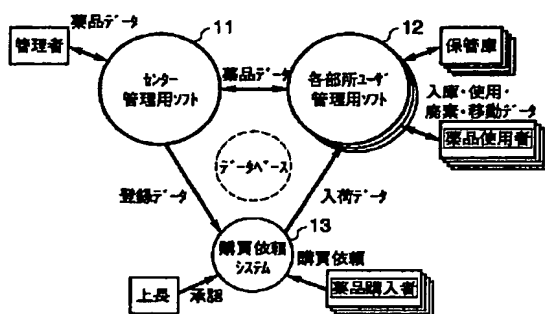 薬品データ
11
12
管理者
センター
管理用ソフト
薬品データ
各部所ユーザ
管理用ソフト
保管庫
入庫・使用・
廃棄・移動データ
薬品使用者
データベース
登録データ
入荷データ
13
購買依頼
システム
購買依頼
上長
承認
薬品購入者